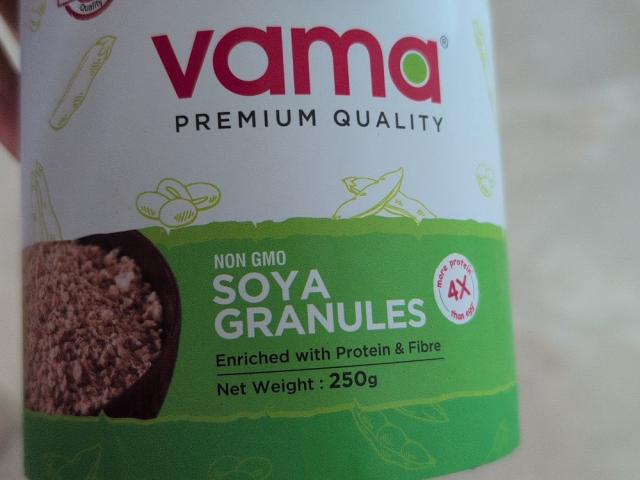 Quality
vama®
PREMIUM QUALITY
NON GMO
SOYA
GRANULES
more protein
4X
than egg
Enriched with Protein & Fibre
Net Weight : 250g